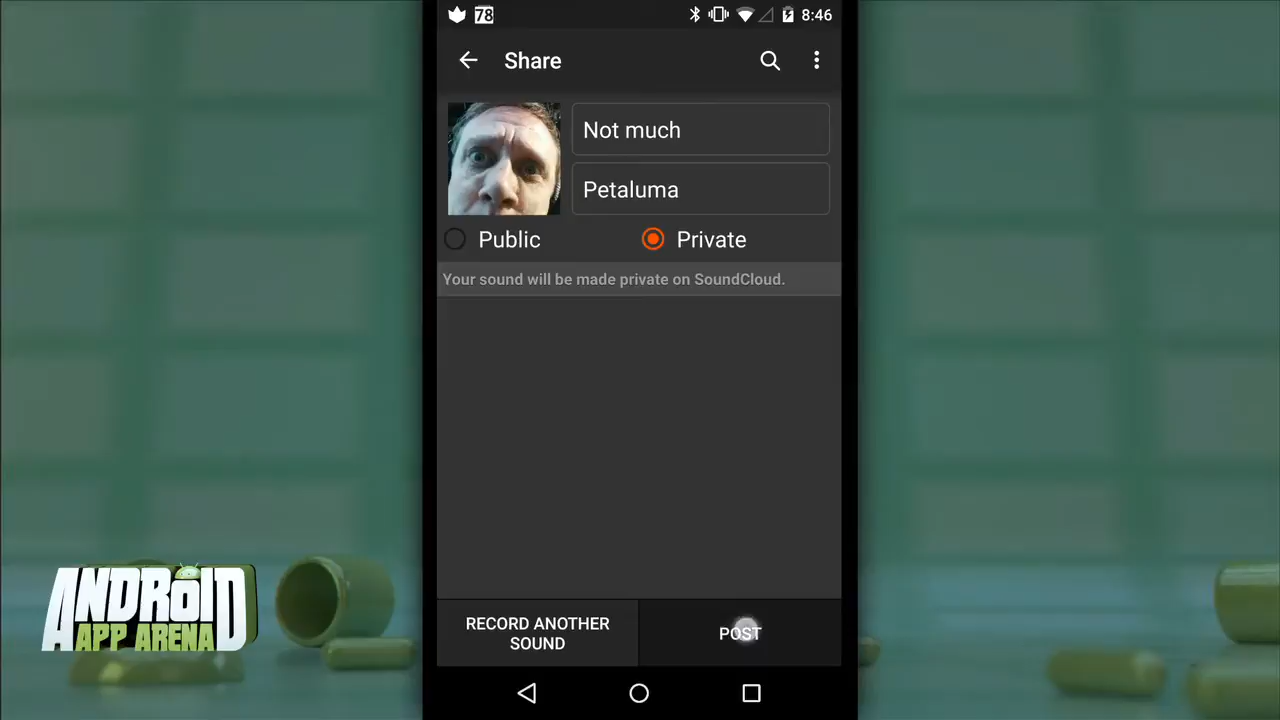 78
8:46
Share
Not much
Petaluma
Public
Private
Your sound will be made private on SoundCloud.
RECORD ANOTHER
SOUND
POST
ANDROID
APP ARENA